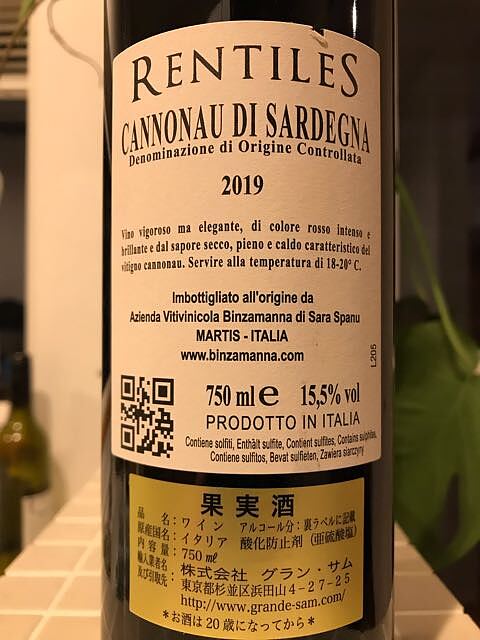 RENTILES
CANNONAU DI SARDEGNA
Denominazione di Origine Controllata
2019
Vino vigoroso ma elegante, di colore rosso intenso e
brillante e dal sapore secco, pieno e caldo caratteristico del
vitigno cannonau. Servire alla temperatura di 18-20° C.
Imbottigliato all'origine da
Azienda Vitivinicola Binzamanna di Sara Spanu
MARTIS - ITALIA
www.binzamanna.com
L205
750 ml e 15,5% vol
PRODOTTO IN ITALIA
Contiene solfiti, Enthält sulfite, Contient sulfites, Contains sulphites,
Contiene sulfitos, Bevat sulfieten, Zawiera siarczyny
果実酒
品名：ワイン アルコール分：裏ラベルに記載
原産国名：イタリア 酸化防止剤（亜硫酸塩）
内容量：750㎖
輸入業者名及び引取先：株式会社 グラン・サム
東京都杉並区浜田山4-27-25
http://www.grande-sam.com/
＊お酒は20歳になってから＊